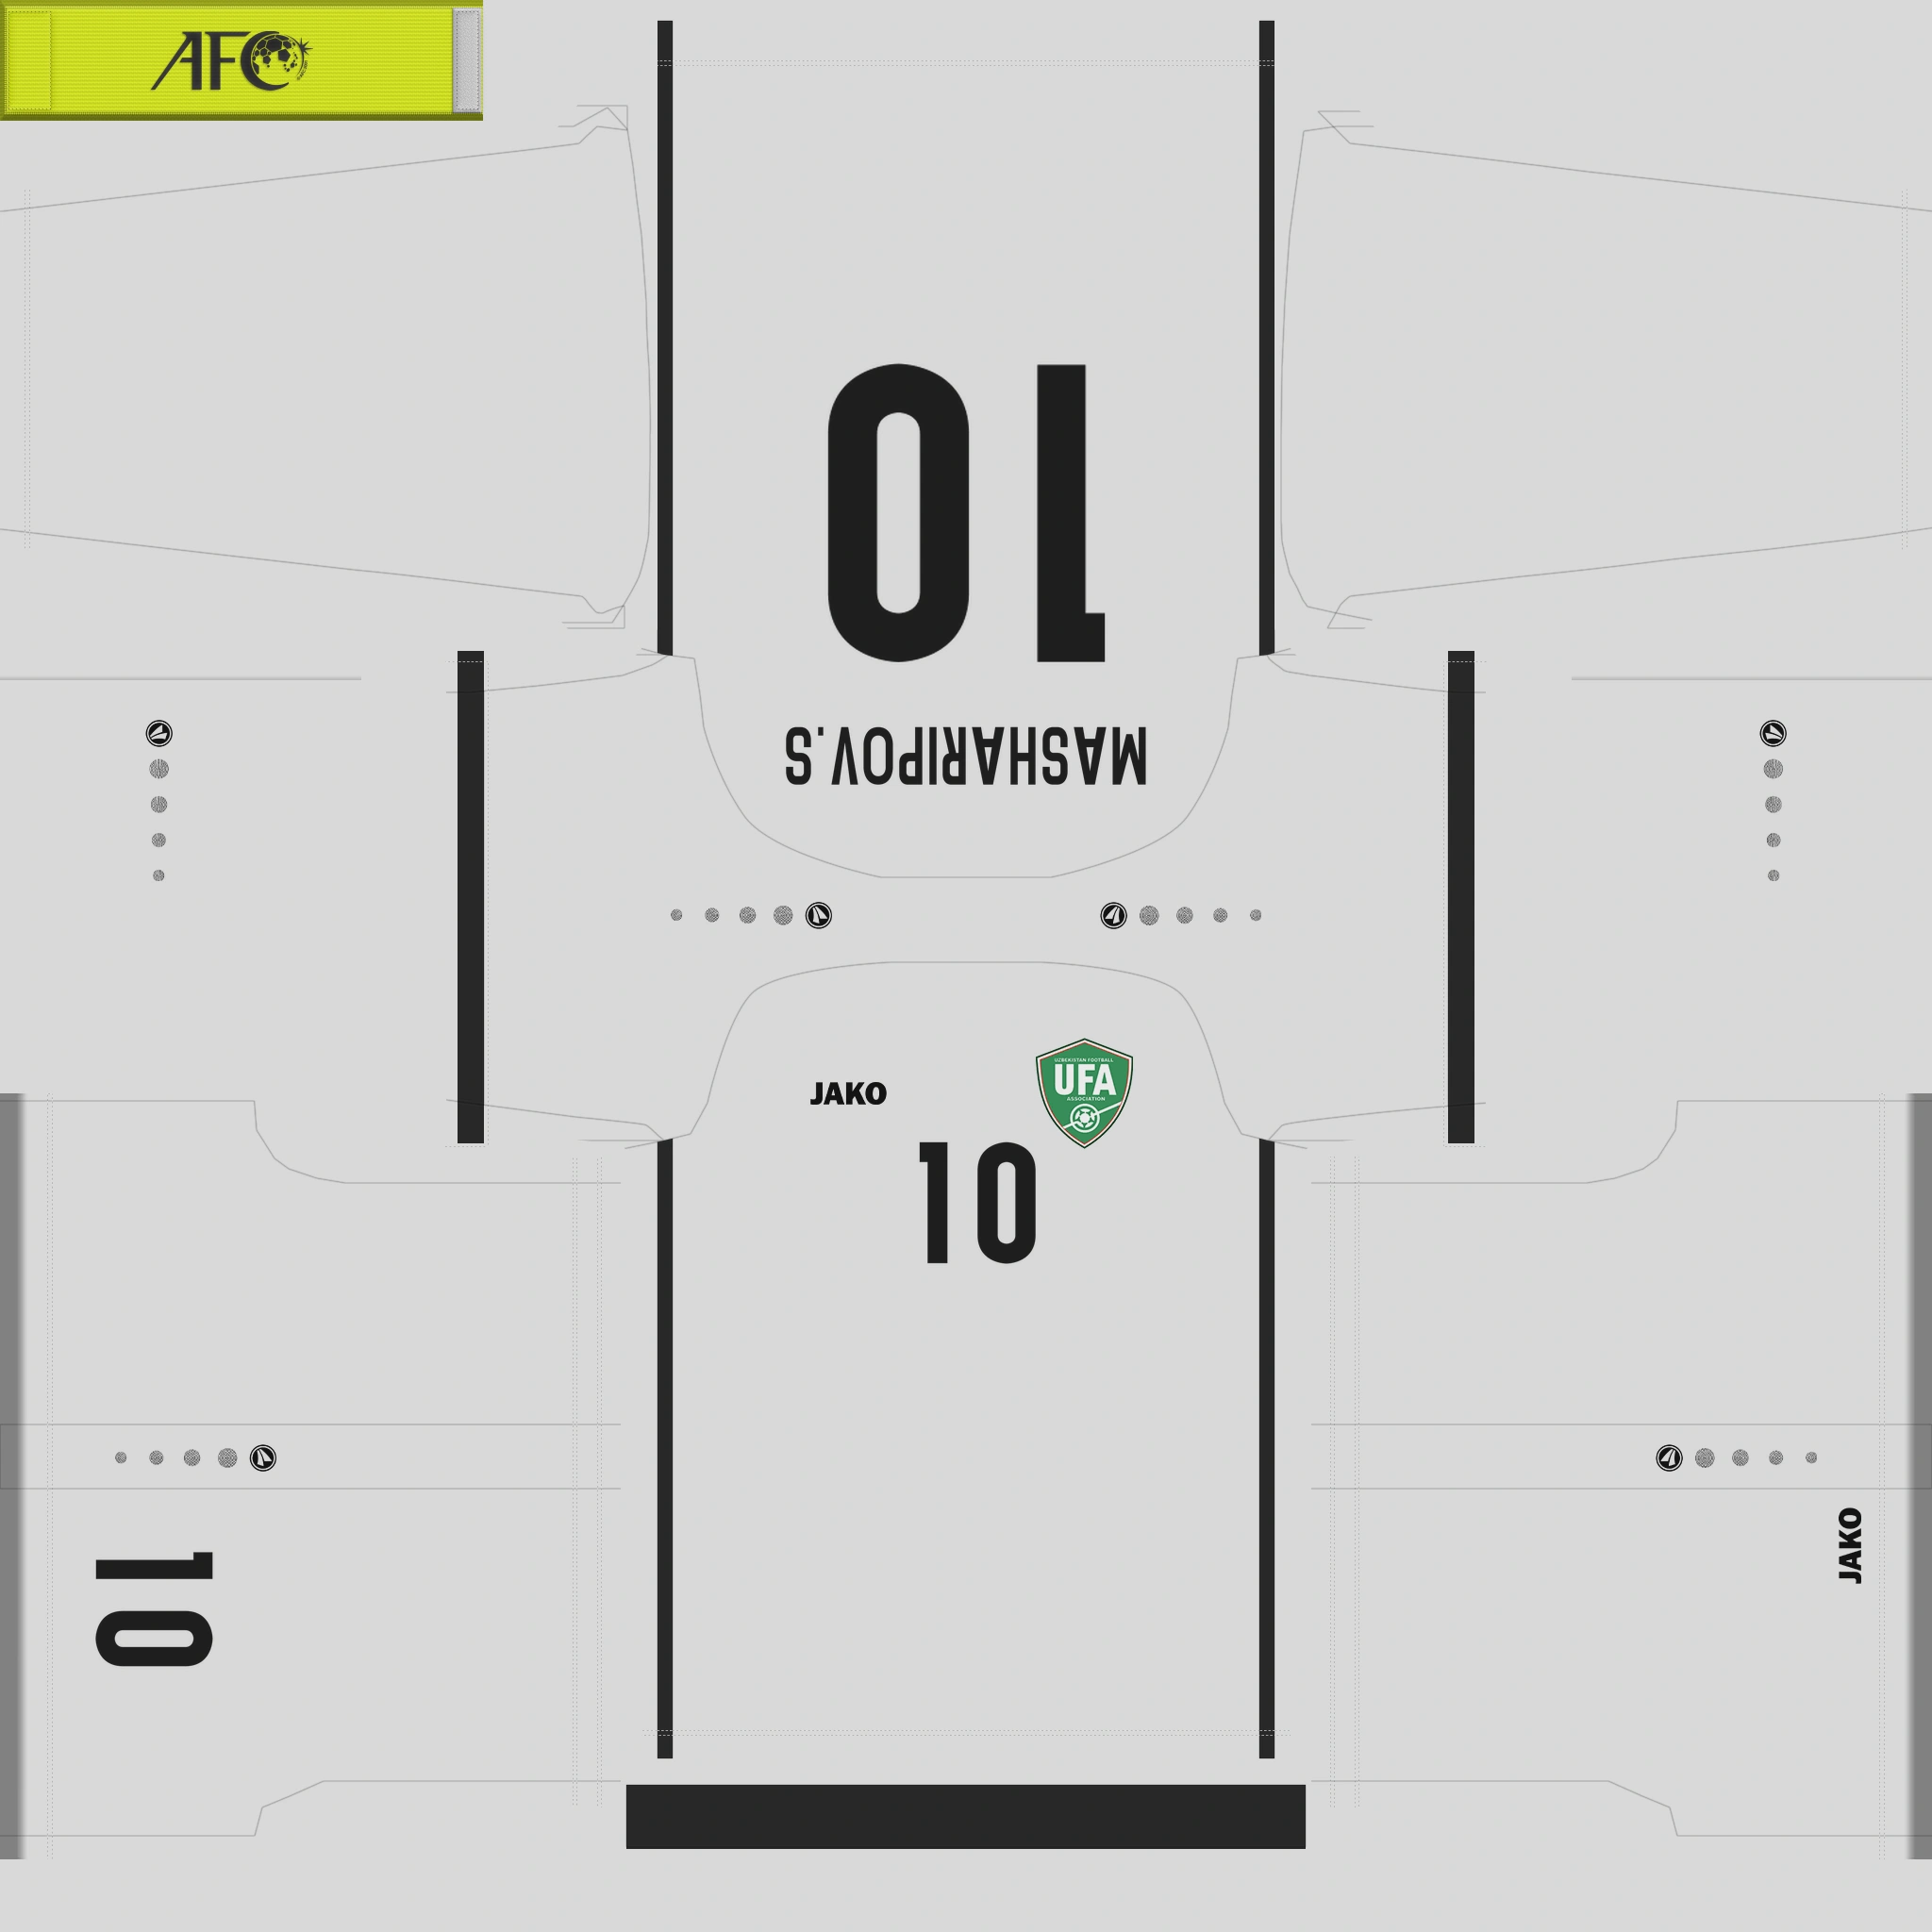 AFC
10
MASHARIPOV.S
JAKO
UZBEKISTAN FOOTBALL
UFA
ASSOCIATION
10
10
JAKO